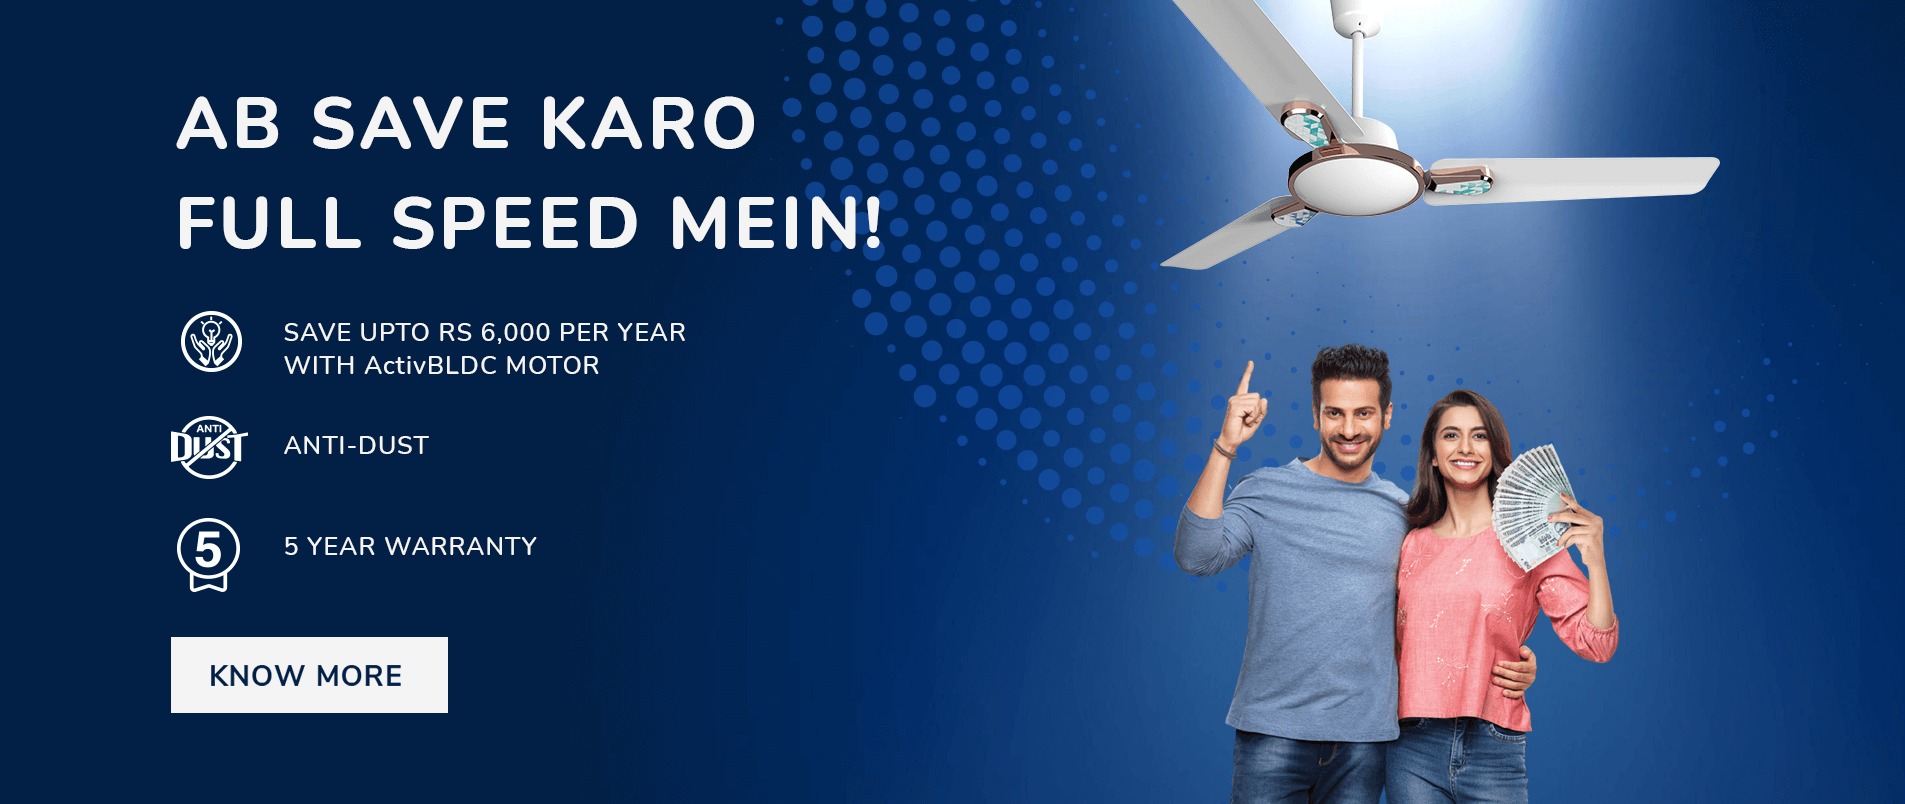 AB SAVE KARO
FULL SPEED MEIN!
SAVE UPTO RS 6,000 PER YEAR
WITH ActivBLDC MOTOR
ANTI
DUST
ANTI-DUST
5
5 YEAR WARRANTY
KNOW MORE